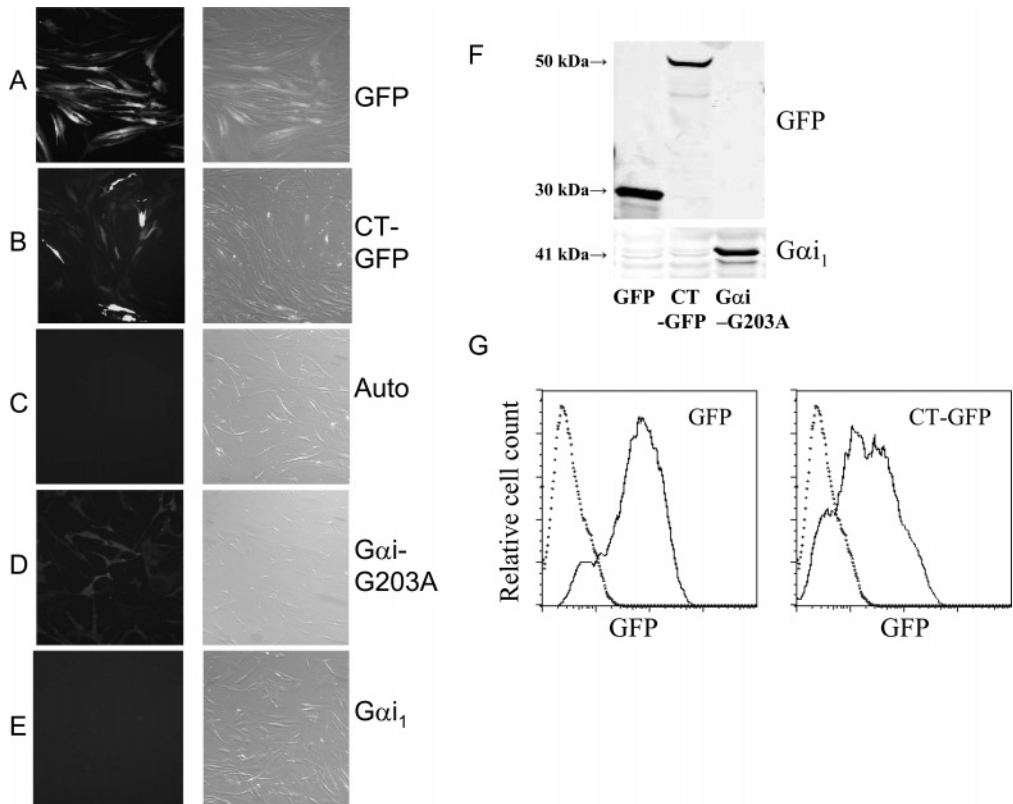 A
GFP
B
CT-
GFP
C
Auto
D
Gαi-
G203A
E
Gαi₁
F
50 kDa→
30 kDa→
GFP
41 kDa→
Gαi₁
GFP
CT
-GFP
Gαi
–G203A
G
Relative cell count
GFP
GFP
CT-GFP
GFP